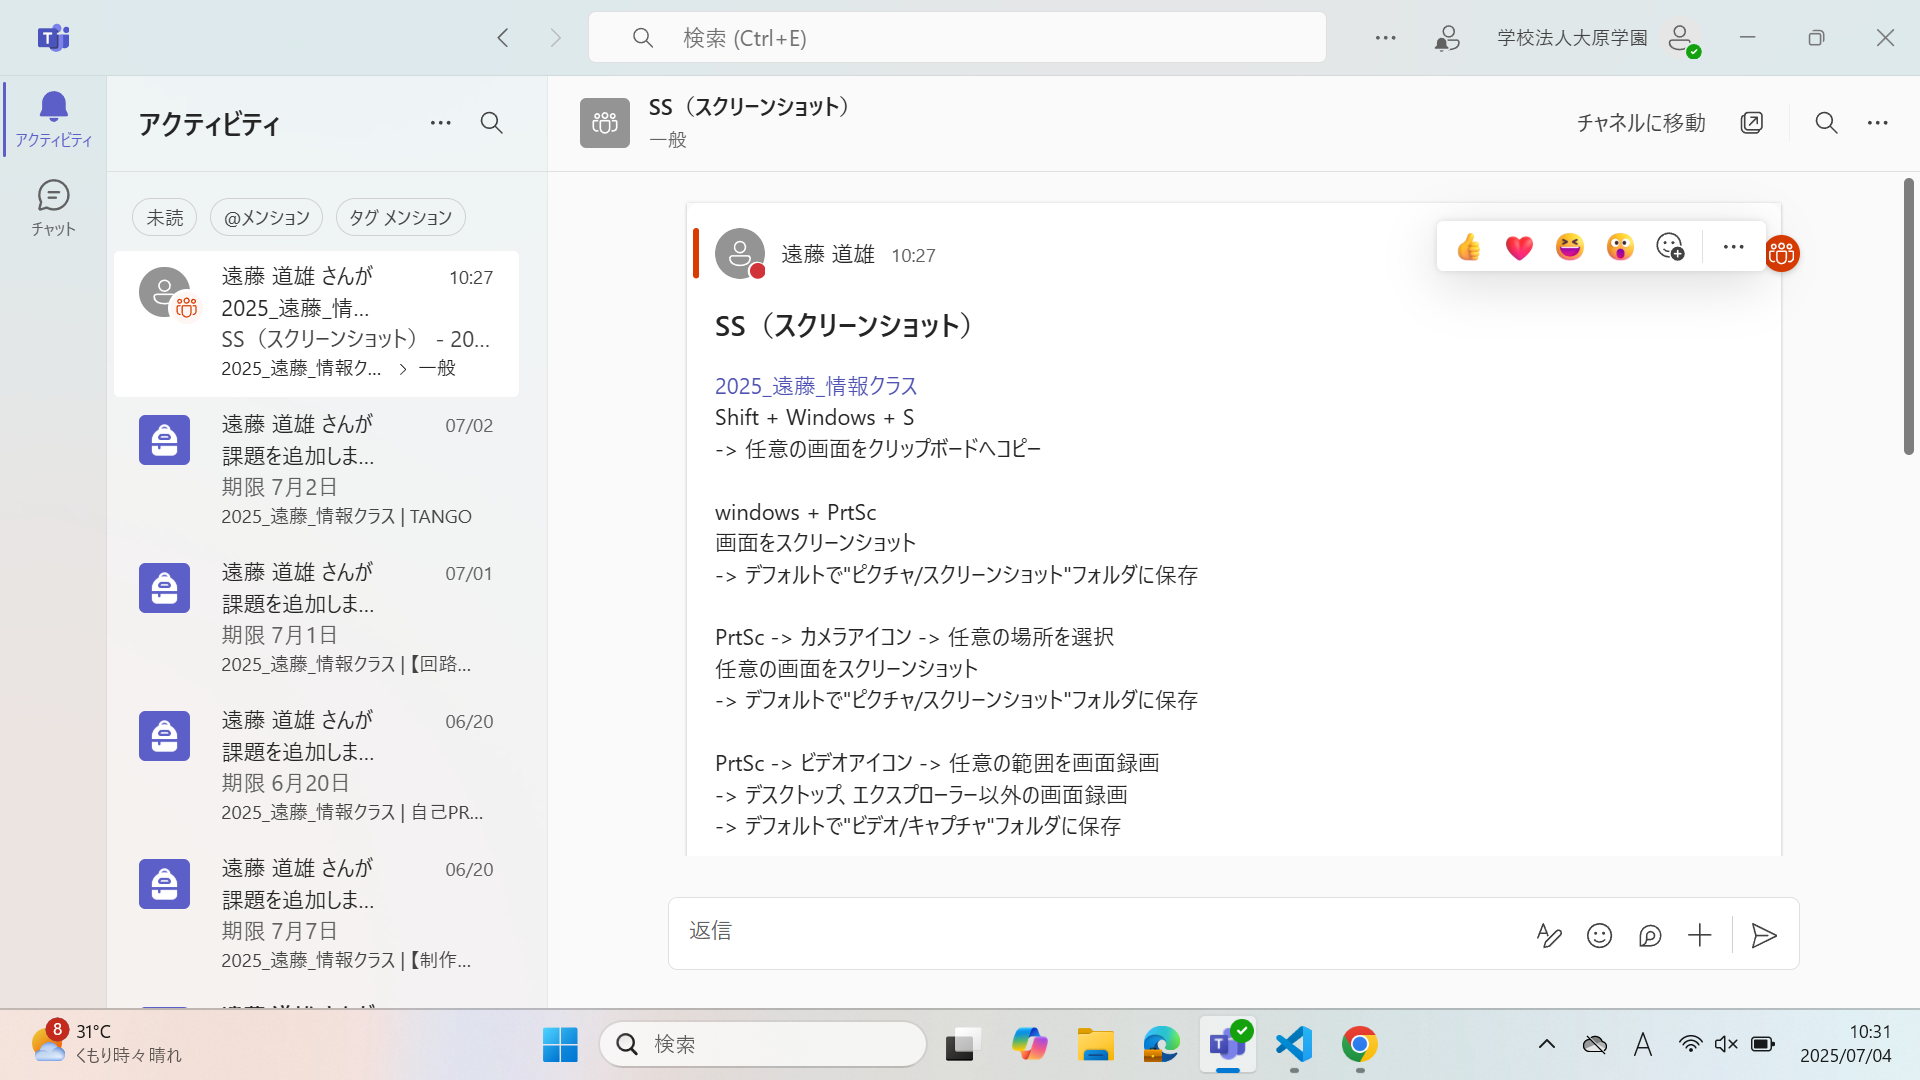 検索 (Ctrl+E)
学校法人大原学園
アクティビティ
チャット
アクティビティ
未読
@メンション
タグ メンション
遠藤 道雄 さんが
10:27
2025_遠藤_情...
SS（スクリーンショット） - 20...
2025_遠藤_情報ク... > 一般
遠藤 道雄 さんが
07/02
課題を追加しま...
期限 7月2日
2025_遠藤_情報クラス | TANGO
遠藤 道雄 さんが
07/01
課題を追加しま...
期限 7月1日
2025_遠藤_情報クラス | 【回路...
遠藤 道雄 さんが
06/20
課題を追加しま...
期限 6月20日
2025_遠藤_情報クラス | 自己PR...
遠藤 道雄 さんが
06/20
課題を追加しま...
期限 7月7日
2025_遠藤_情報クラス | 【制作...
SS（スクリーンショット）
一般
チャネルに移動
遠藤 道雄 10:27
SS（スクリーンショット）
2025_遠藤_情報クラス
Shift + Windows + S
-> 任意の画面をクリップボードへコピー
windows + PrtSc
画面をスクリーンショット
-> デフォルトで"ピクチャ/スクリーンショット"フォルダに保存
PrtSc -> カメラアイコン -> 任意の場所を選択
任意の画面をスクリーンショット
-> デフォルトで"ピクチャ/スクリーンショット"フォルダに保存
PrtSc -> ビデオアイコン -> 任意の範囲を画面録画
-> デスクトップ、エクスプローラー以外の画面録画
-> デフォルトで"ビデオ/キャプチャ"フォルダに保存
返信
8
31°C
くもり時々晴れ
検索
A
10:31
2025/07/04